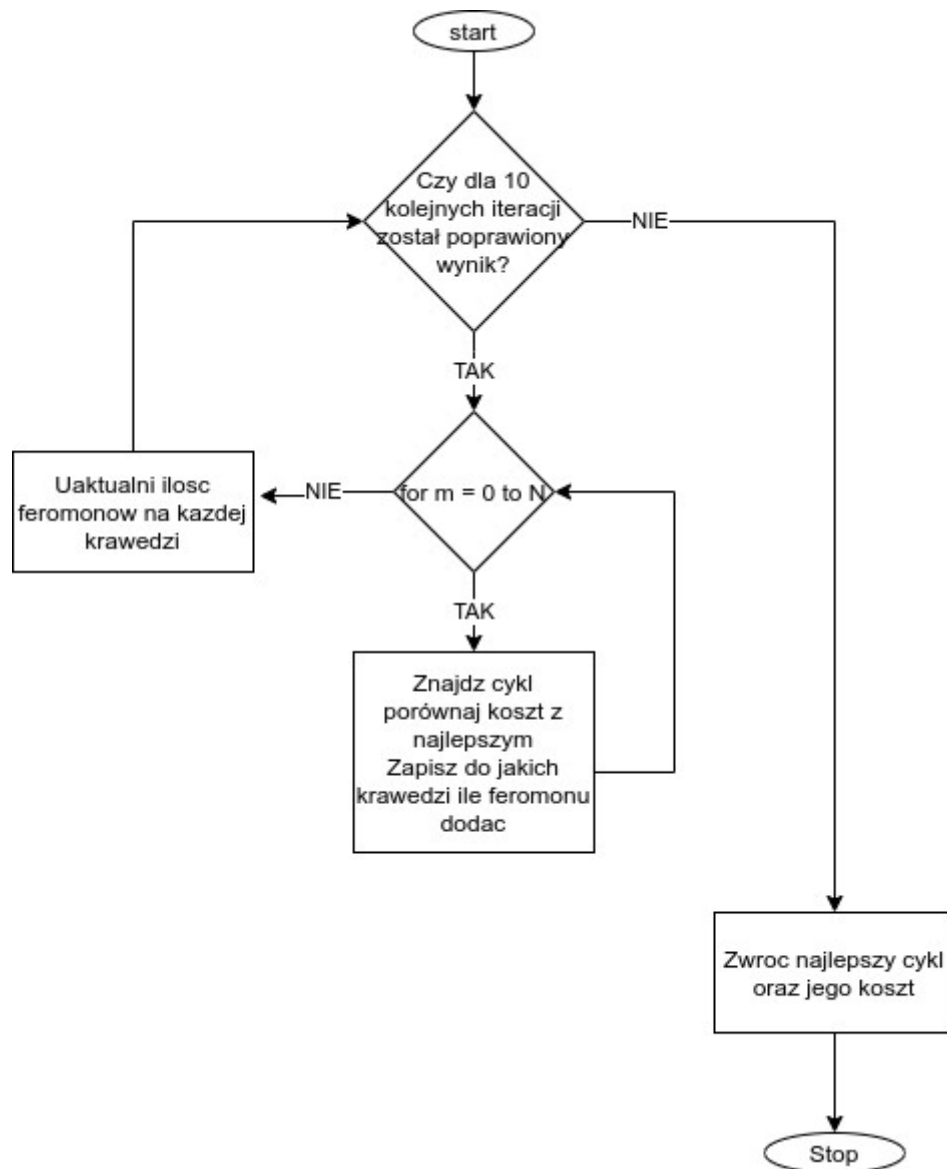 start
Czy dla 10
kolejnych iteracji
został poprawiony
wynik?
NIE
TAK
Uaktualni ilosc
feromonow na kazdej
krawedzi
NIE
for m = 0 to N
TAK
Znajdz cykl
porównaj koszt z
najlepszym
Zapisz do jakich
krawedzi ile feromonu
dodac
Zwroc najlepszy cykl
oraz jego koszt
Stop